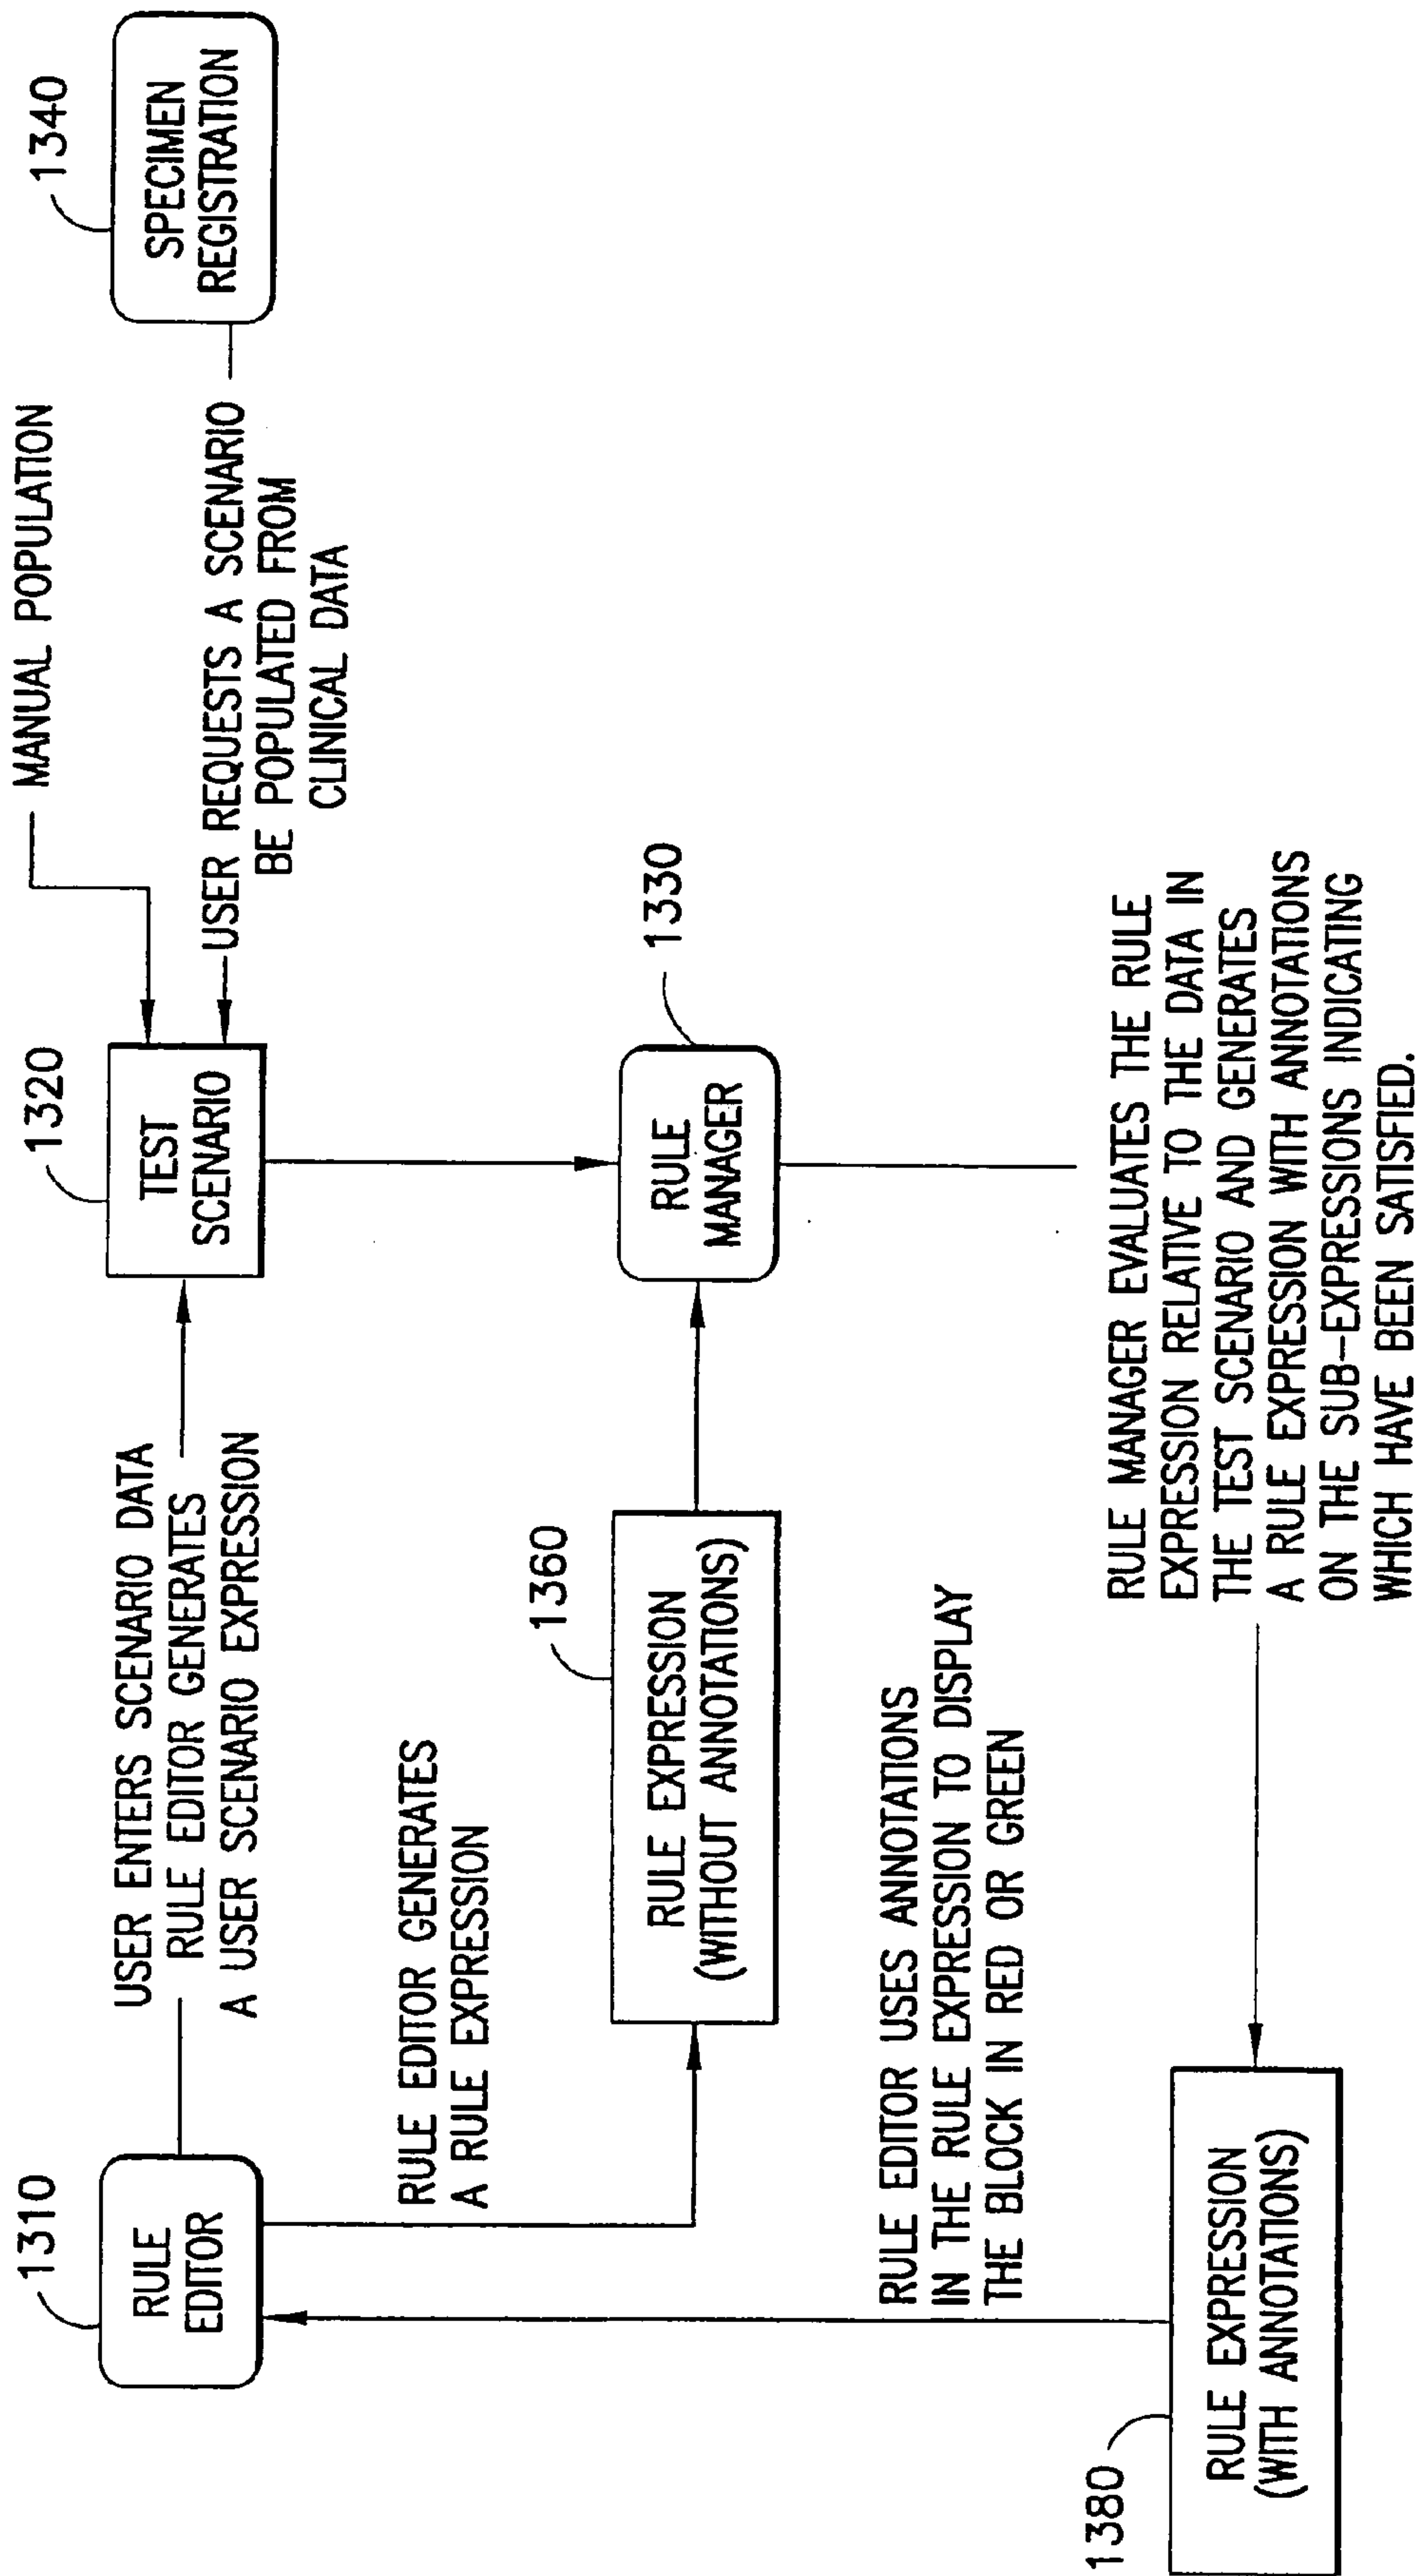 1310
RULE
EDITOR
USER ENTERS SCENARIO DATA
RULE EDITOR GENERATES
A USER SCENARIO EXPRESSION
1320
TEST
SCENARIO
MANUAL POPULATION
USER REQUESTS A SCENARIO
BE POPULATED FROM
CLINICAL DATA
1340
SPECIMEN
REGISTRATION
RULE EDITOR GENERATES
A RULE EXPRESSION
1360
RULE EXPRESSION
(WITHOUT ANNOTATIONS)
1330
RULE
MANAGER
RULE EDITOR USES ANNOTATIONS
IN THE RULE EXPRESSION TO DISPLAY
THE BLOCK IN RED OR GREEN
RULE MANAGER EVALUATES THE RULE
EXPRESSION RELATIVE TO THE DATA IN
THE TEST SCENARIO AND GENERATES
A RULE EXPRESSION WITH ANNOTATIONS
ON THE SUB-EXPRESSIONS INDICATING
WHICH HAVE BEEN SATISFIED.
1380
RULE EXPRESSION
(WITH ANNOTATIONS)